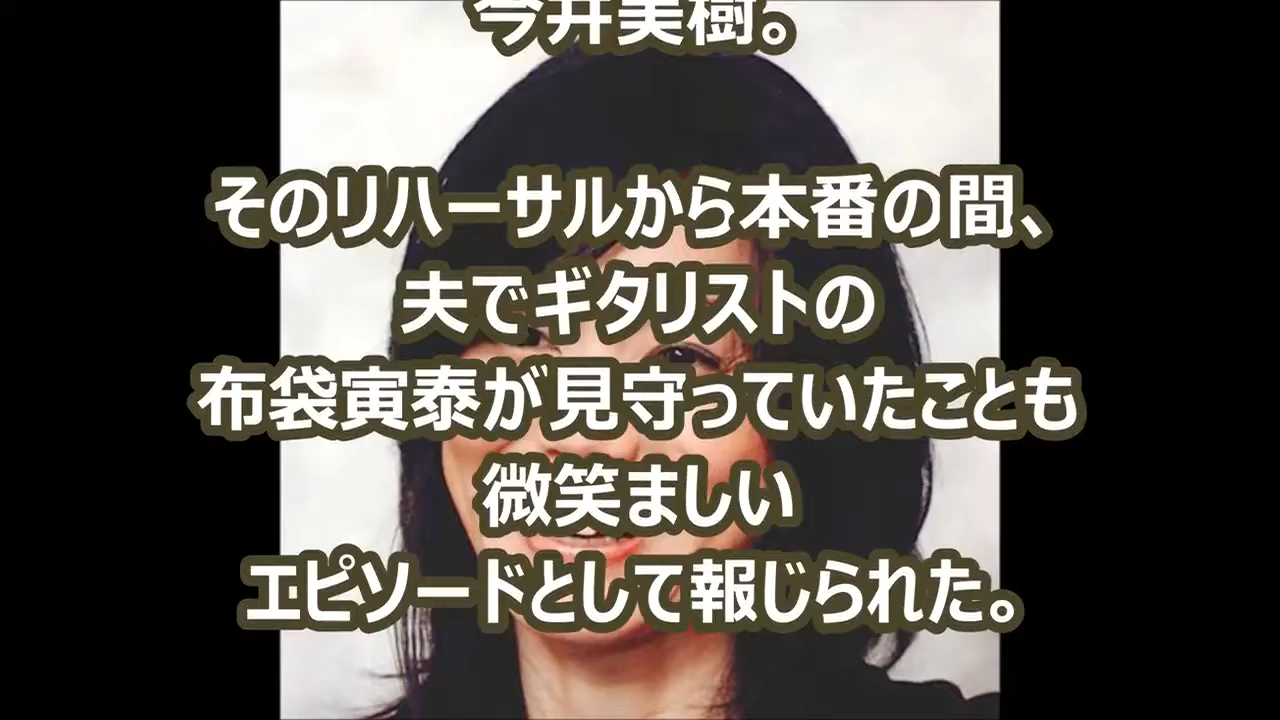 今井美樹。
そのリハーサルから本番の間、
夫でギタリストの
布袋寅泰が見守っていたことも
微笑ましい
エピソードとして報じられた。